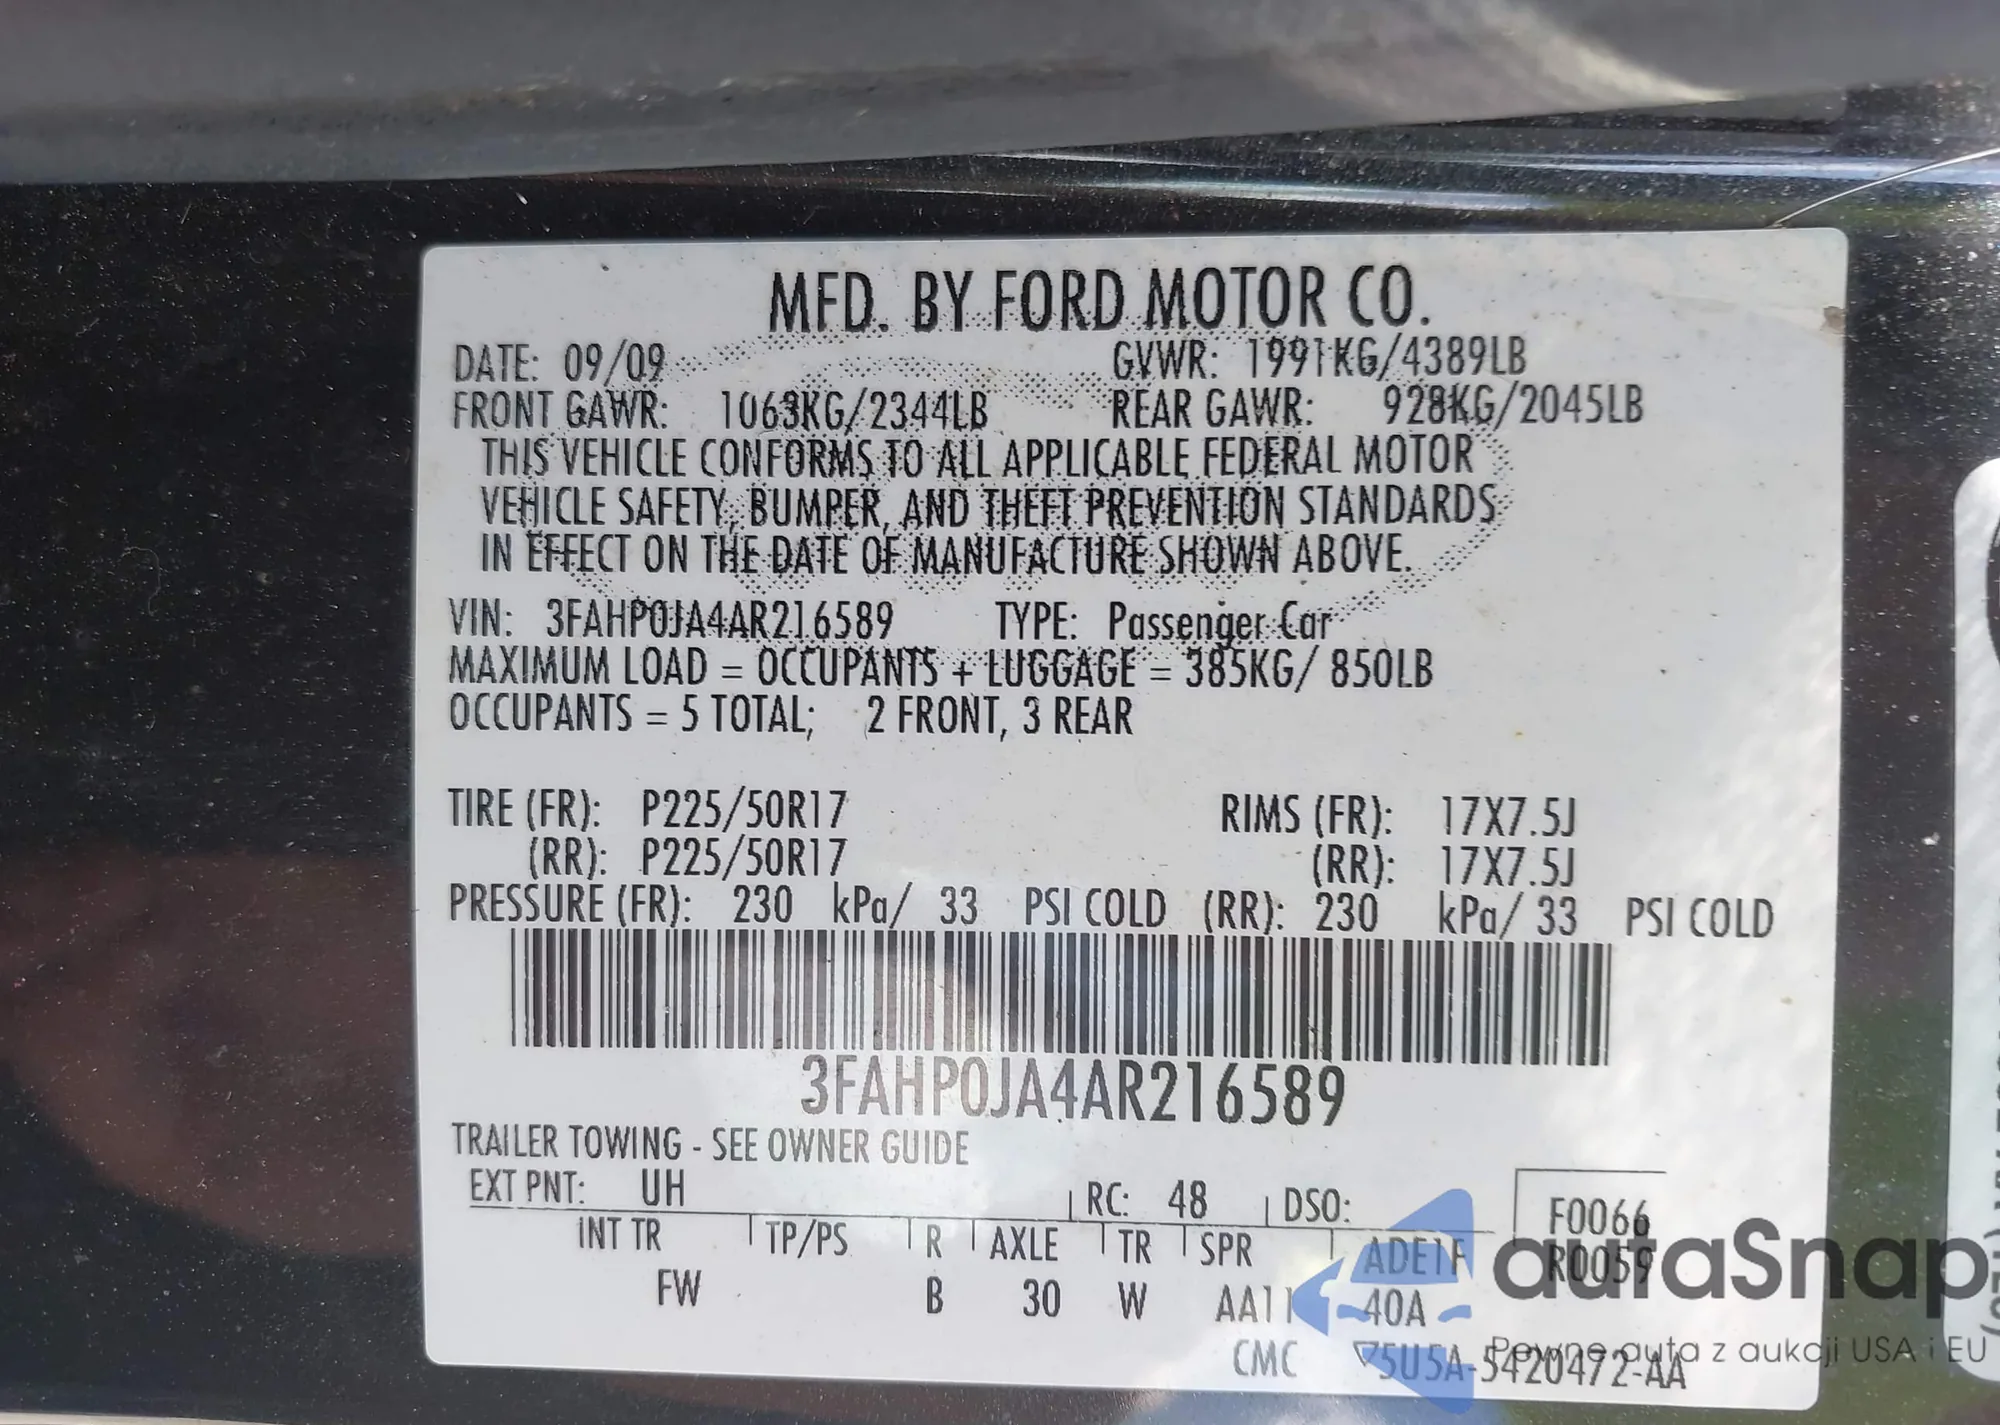 MFD. BY FORD MOTOR CO.
DATE: 09/09 GVWR: 1991KG/4389LB
FRONT GAWR: 1063KG/2344LB REAR GAWR: 928KG/2045LB
THIS VEHICLE CONFORMS TO ALL APPLICABLE FEDERAL MOTOR
VEHICLE SAFETY, BUMPER, AND THEFT PREVENTION STANDARDS
IN EFFECT ON THE DATE OF MANUFACTURE SHOWN ABOVE.
VIN: 3FAHP0JA4AR216589 TYPE: Passenger Car
MAXIMUM LOAD = OCCUPANTS + LUGGAGE = 385KG/ 850LB
OCCUPANTS = 5 TOTAL; 2 FRONT, 3 REAR
TIRE (FR): P225/50R17 RIMS (FR): 17X7.5J
(RR): P225/50R17 (RR): 17X7.5J
PRESSURE (FR): 230 kPa/ 33 PSI COLD (RR): 230 kPa/ 33 PSI COLD
3FAHP0JA4AR216589
TRAILER TOWING - SEE OWNER GUIDE
EXT PNT: UH RC: 48 DSO: F0066
INT TR TP/PS R AXLE TR SPR ADE1F R0059
FW B 30 W AA11 40A
CMC 5U5A-5420472-AA
autaSnap
Pewne auta z aukcji USA i EU